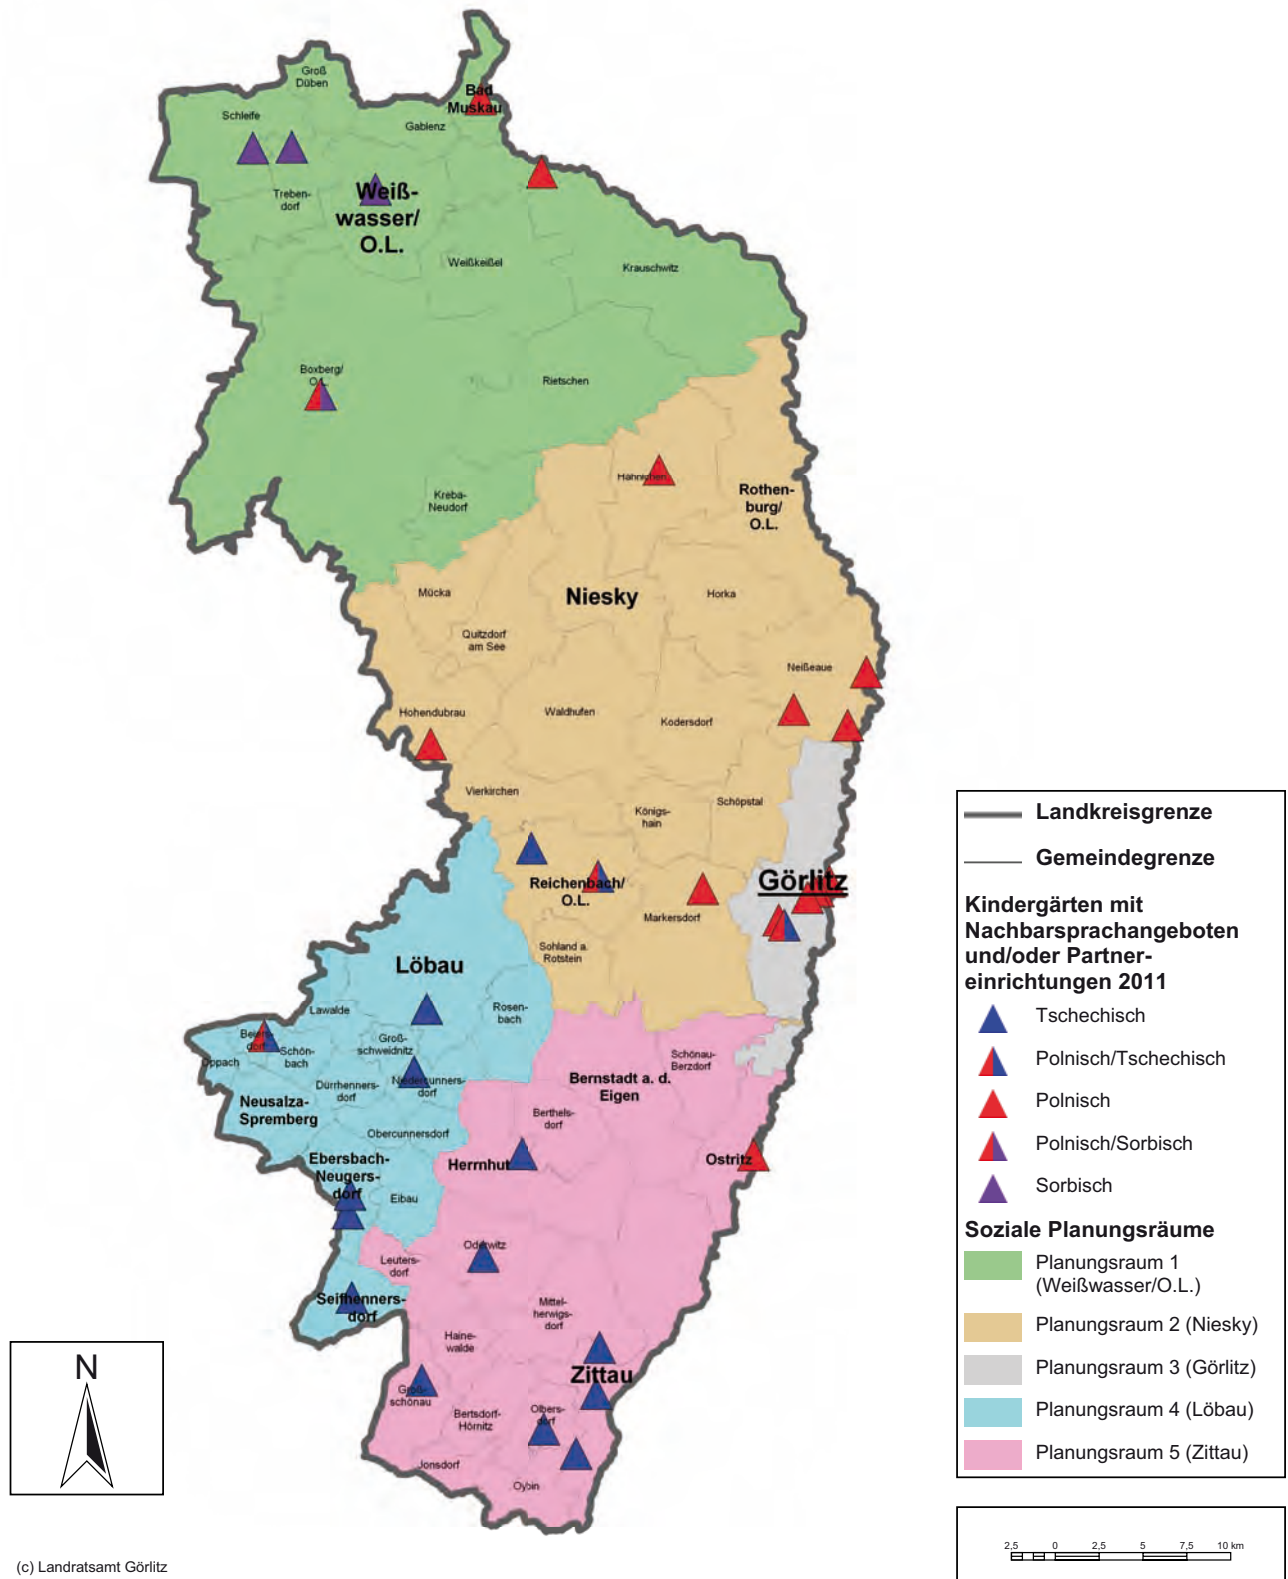 Groß
Düben
Bad
Muskau
Schleife
Gablenz
Treben-
dorf
Weiß-
wasser/
O.L.
Weißkeißel
Krauschwitz
Boxberg/
O.L.
Rietschen
Kreba-
Neudorf
Hähnichen
Rothen-
burg/
O.L.
Mücka
Niesky
Horka
Quitzdorf
am See
Neißeaue
Hohendubrau
Waldhufen
Kodersdorf
Vierkirchen
Königs-
hain
Schöpstal
Reichenbach/
O.L.
Görlitz
Markersdorf
Sohland a.
Rotstein
Löbau
Lawalde
Rosen-
bach
Beiers-
dorf
Oppach
Schön-
bach
Groß-
schweidnitz
Dürrhenners-
dorf
Niedercunners-
dorf
Schönau-
Berzdorf
Bernstadt a. d.
Eigen
Neusalza-
Spremberg
Obercunnersdorf
Berthels-
dorf
Ebersbach-
Neugers-
dorf
Herrnhut
Ostritz
Eibau
Leuters-
dorf
Oderwitz
Seifhenners-
dorf
Mittel-
herwigs-
dorf
Haine-
walde
Zittau
Groß-
schönau
Bertsdorf-
Hörnitz
Olbers-
dorf
Jonsdorf
Oybin
N
(c) Landratsamt Görlitz
Landkreisgrenze
Gemeindegrenze
Kindergärten mit
Nachbarsprachangeboten
und/oder Partner-
einrichtungen 2011
Tschechisch
Polnisch/Tschechisch
Polnisch
Polnisch/Sorbisch
Sorbisch
Soziale Planungsräume
Planungsraum 1
(Weißwasser/O.L.)
Planungsraum 2 (Niesky)
Planungsraum 3 (Görlitz)
Planungsraum 4 (Löbau)
Planungsraum 5 (Zittau)
2,5 0 2,5 5 7,5 10 km